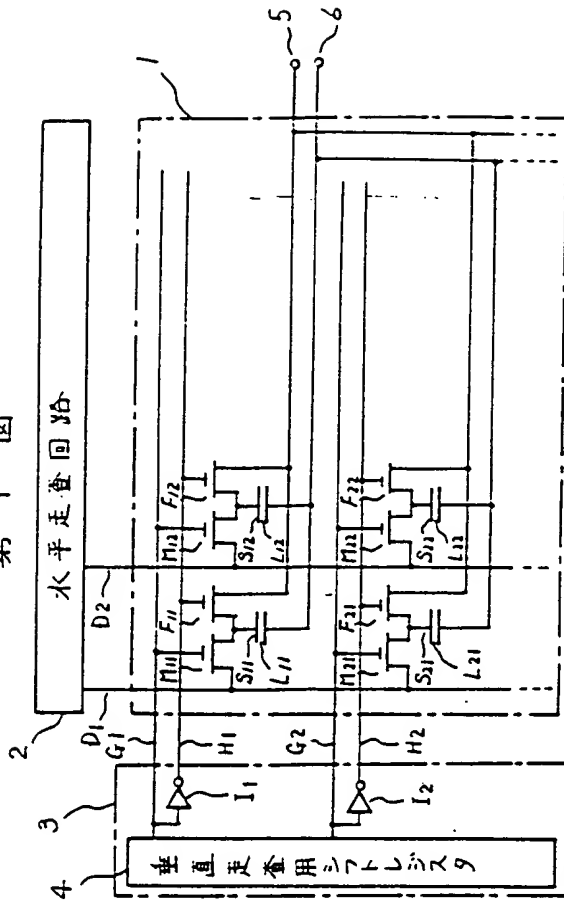 第 1 図
水平走査回路
垂直走査用シフトレジスタ
1
2
3
4
5
6
D1
D2
G1
H1
G2
H2
I1
I2
M11
F11
M12
F12
S11
L11
S12
L12
M21
F21
M22
F22
S21
L21
S22
L22